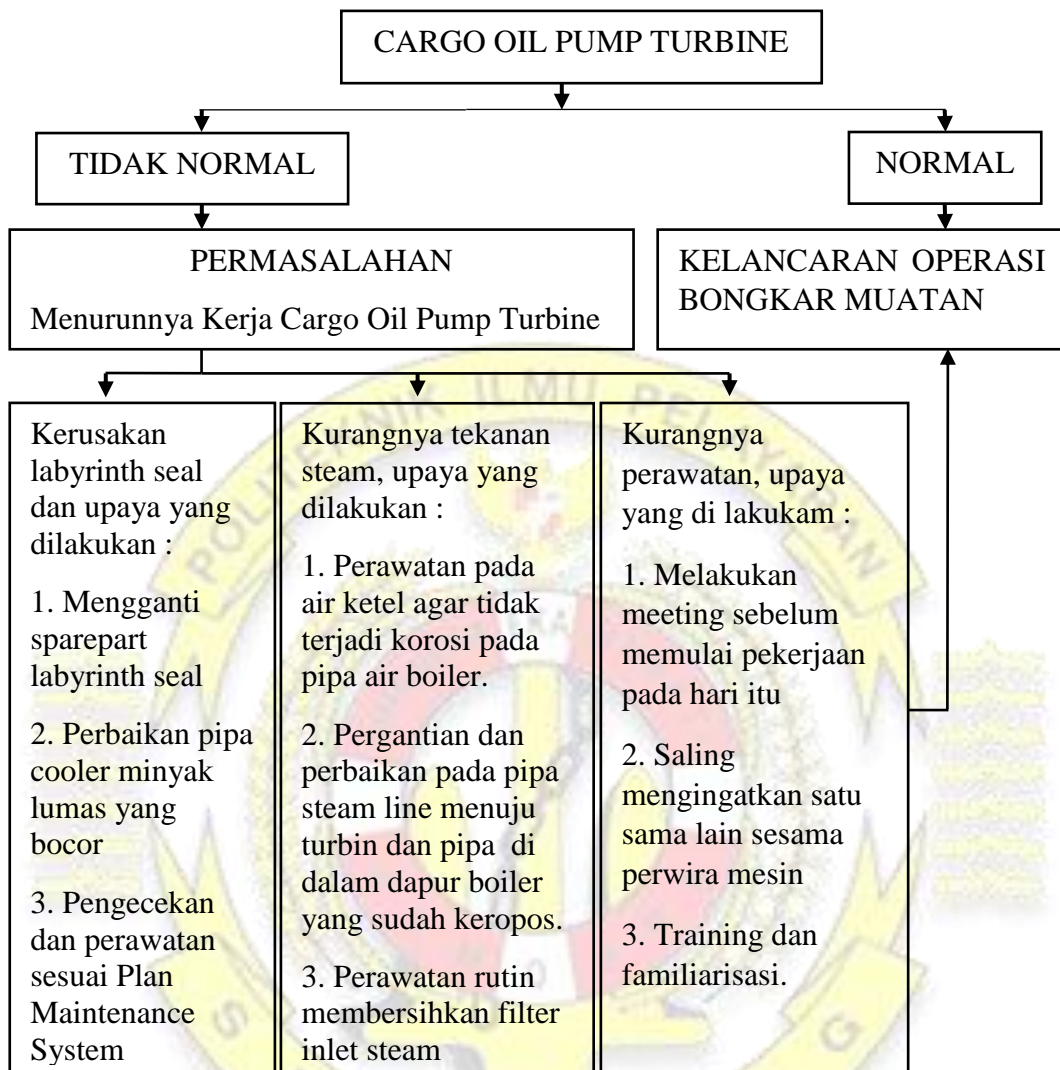 CARGO OIL PUMP TURBINE
TIDAK NORMAL
NORMAL
PERMASALAHAN
Menurunnya Kerja Cargo Oil Pump Turbine
KELANCARAN OPERASI
BONGKAR MUATAN
Kerusakan
labyrinth seal
dan upaya yang
dilakukan :
1. Mengganti
sparepart
labyrinth seal
2. Perbaikan pipa
cooler minyak
lumas yang
bocor
3. Pengecekan
dan perawatan
sesuai Plan
Maintenance
System
Kurangnya tekanan
steam, upaya yang
dilakukan :
1. Perawatan pada
air ketel agar tidak
terjadi korosi pada
pipa air boiler.
2. Pergantian dan
perbaikan pada pipa
steam line menuju
turbin dan pipa di
dalam dapur boiler
yang sudah keropos.
3. Perawatan rutin
membersihkan filter
inlet steam
Kurangnya
perawatan, upaya
yang di lakukam :
1. Melakukan
meeting sebelum
memulai pekerjaan
pada hari itu
2. Saling
mengingatkan satu
sama lain sesama
perwira mesin
3. Training dan
familiarisasi.
POLITEKNIK ILMU PELAYARAN